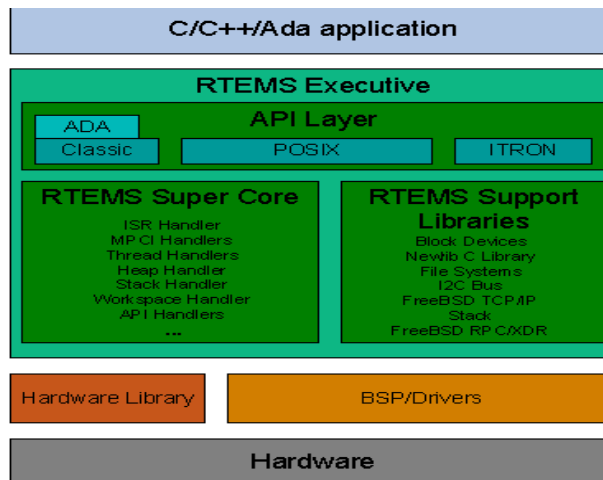 C/C++/Ada application
RTEMS Executive
API Layer
ADA
Classic
POSIX
ITRON
RTEMS Super Core
ISR Handler
MPCI Handlers
Thread Handlers
Heap Handler
Stack Handler
Workspace Handler
API Handlers
...
RTEMS Support
Libraries
Block Devices
Newlib C Library
File Systems
I2C Bus
FreeBSD TCP/IP
Stack
FreeBSD RPC/XDR
Hardware Library
BSP/Drivers
Hardware